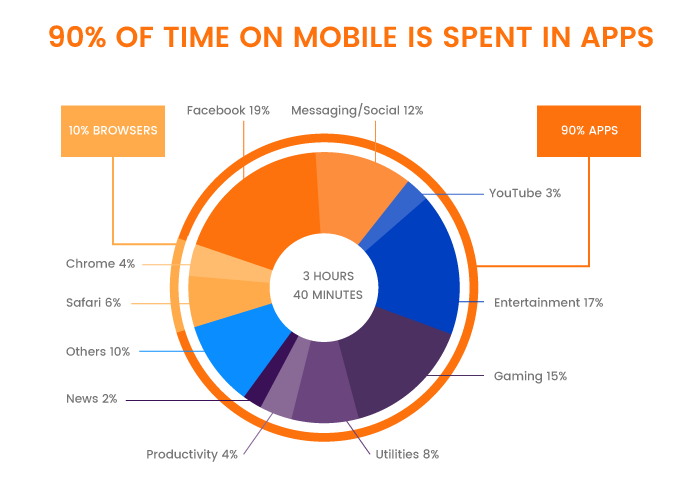 90% OF TIME ON MOBILE IS SPENT IN APPS
Facebook 19%
Messaging/Social 12%
10% BROWSERS
90% APPS
YouTube 3%
Chrome 4%
3 HOURS
40 MINUTES
Safari 6%
Entertainment 17%
Others 10%
Gaming 15%
News 2%
Productivity 4%
Utilities 8%